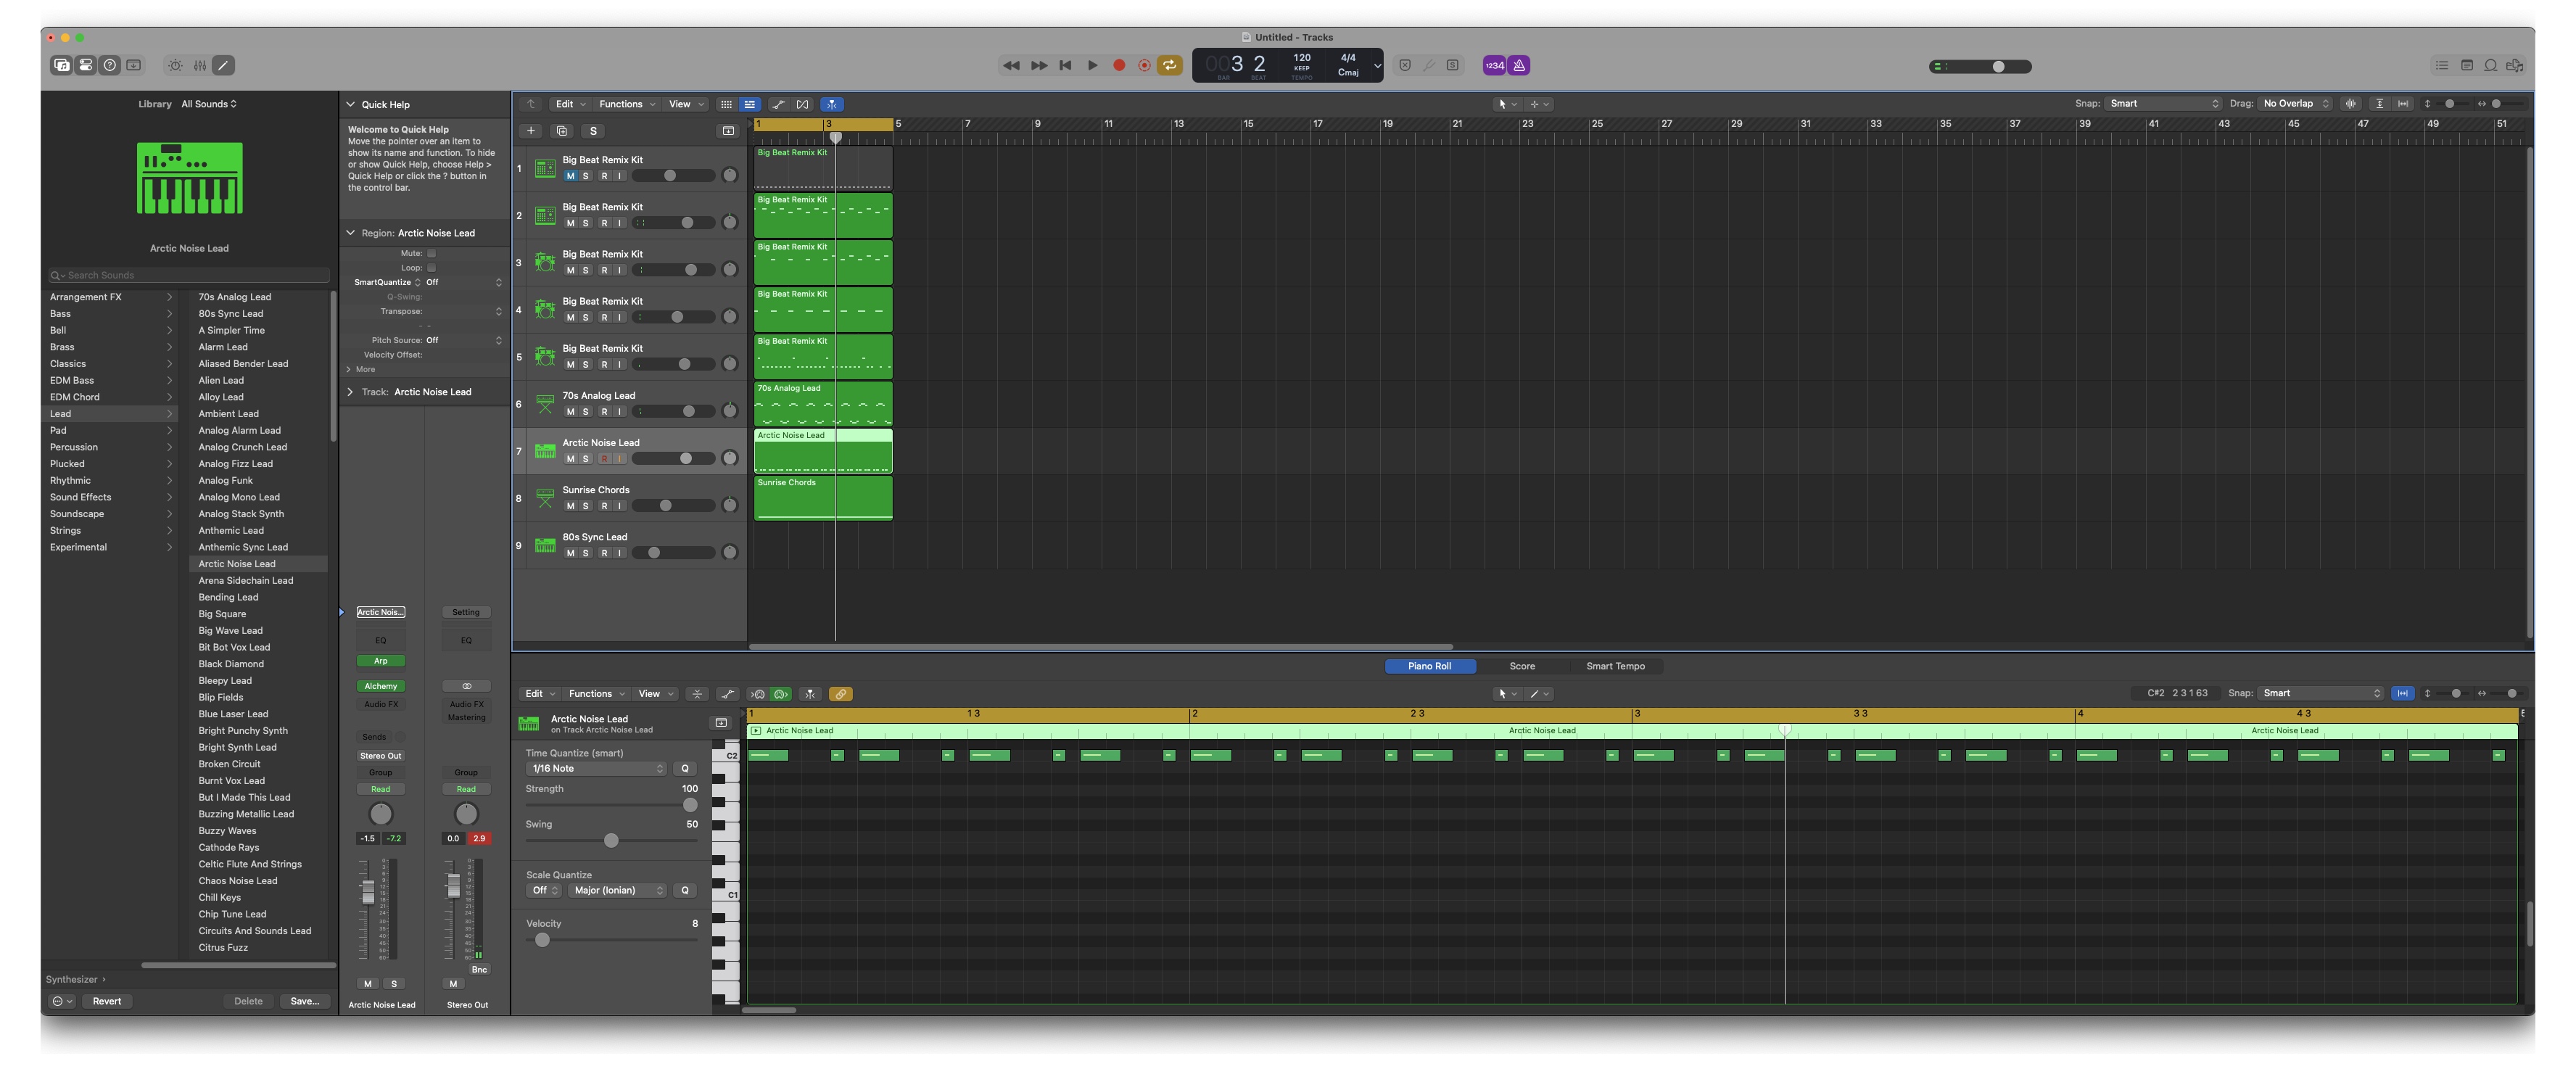 Untitled - Tracks
003 2
BAR BEAT
120
KEEP
TEMPO
4/4
Cmaj
1234
Library All Sounds
Arctic Noise Lead
Search Sounds
Arrangement FX
Bass
Bell
Brass
Classics
EDM Bass
EDM Chord
Lead
Pad
Percussion
Plucked
Rhythmic
Sound Effects
Soundscape
Strings
Experimental
70s Analog Lead
80s Sync Lead
A Simpler Time
Alarm Lead
Aliased Bender Lead
Alien Lead
Alloy Lead
Ambient Lead
Analog Alarm Lead
Analog Crunch Lead
Analog Fizz Lead
Analog Funk
Analog Mono Lead
Analog Stack Synth
Anthemic Lead
Anthemic Sync Lead
Arctic Noise Lead
Arena Sidechain Lead
Bending Lead
Big Square
Big Wave Lead
Bit Bot Vox Lead
Black Diamond
Bleepy Lead
Blip Fields
Blue Laser Lead
Bright Punchy Synth
Bright Synth Lead
Broken Circuit
Burnt Vox Lead
But I Made This Lead
Buzzing Metallic Lead
Buzzy Waves
Cathode Rays
Celtic Flute And Strings
Chaos Noise Lead
Chill Keys
Chip Tune Lead
Circuits And Sounds Lead
Citrus Fuzz
Synthesizer
Revert Delete Save...
Quick Help
Welcome to Quick Help
Move the pointer over an item to
show its name and function. To hide
or show Quick Help, choose Help >
Quick Help or click the ? button in
the control bar.
Region: Arctic Noise Lead
Mute:
Loop:
SmartQuantize Off
Q-Swing:
Transpose:
Pitch Source: Off
Velocity Offset:
More
Track: Arctic Noise Lead
Arctic Nois... Setting
EQ EQ
Arp
Alchemy
Audio FX Audio FX
Mastering
Sends
Stereo Out
Group Group
Read Read
-1.5 -7.2 0.0 2.9
Bnc
M S M
Arctic Noise Lead Stereo Out
Edit Functions View
Snap: Smart Drag: No Overlap
S
1 3 5 7 9 11 13 15 17 19 21 23 25 27 29 31 33 35 37 39 41 43 45 47 49 51
1 Big Beat Remix Kit
M S R I
Big Beat Remix Kit
2 Big Beat Remix Kit
M S R I
Big Beat Remix Kit
3 Big Beat Remix Kit
M S R I
Big Beat Remix Kit
4 Big Beat Remix Kit
M S R I
Big Beat Remix Kit
5 Big Beat Remix Kit
M S R I
Big Beat Remix Kit
6 70s Analog Lead
M S R I
70s Analog Lead
7 Arctic Noise Lead
M S R I
Arctic Noise Lead
8 Sunrise Chords
M S R I
Sunrise Chords
9 80s Sync Lead
M S R I
Piano Roll Score Smart Tempo
Edit Functions View
C#2 2 3 1 63 Snap: Smart
Arctic Noise Lead
on Track Arctic Noise Lead
1 1 3 2 2 3 3 3 3 4 4 3 5
Arctic Noise Lead Arctic Noise Lead Arctic Noise Lead
Time Quantize (smart)
1/16 Note Q
Strength 100
Swing 50
Scale Quantize
Off Major (Ionian) Q
Velocity 8
C2
C1